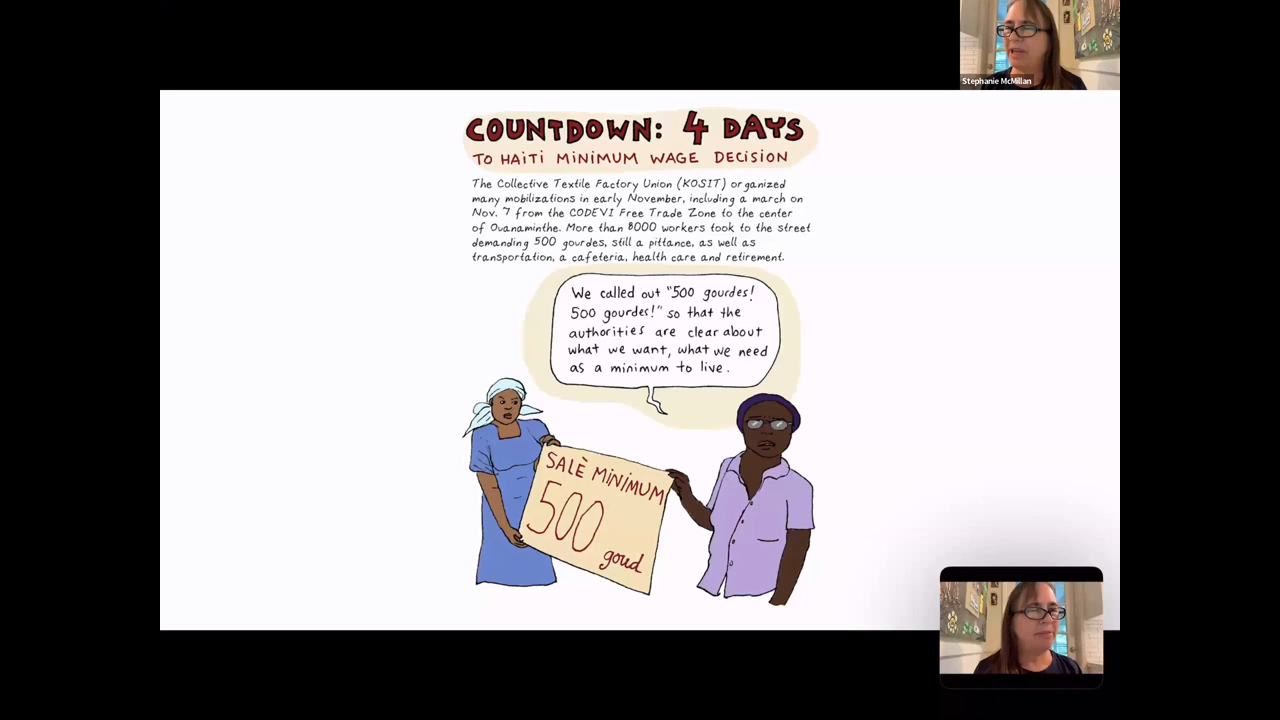 Stephanie McMillan
COUNTDOWN: 4 DAYS
TO HAITI MINIMUM WAGE DECISION
The Collective Textile Factory Union (KOSIT) organized
many mobilizations in early November, including a march on
Nov. 7 from the CODEVI Free Trade Zone to the center
of Ouanaminthe. More than 8000 workers took to the street
demanding 500 gourdes, still a pittance, as well as
transportation, a cafeteria, health care and retirement.
We called out "500 gourdes!
500 gourdes!" so that the
authorities are clear about
what we want, what we need
as a minimum to live.
SALÈ MINIMUM
500
goud